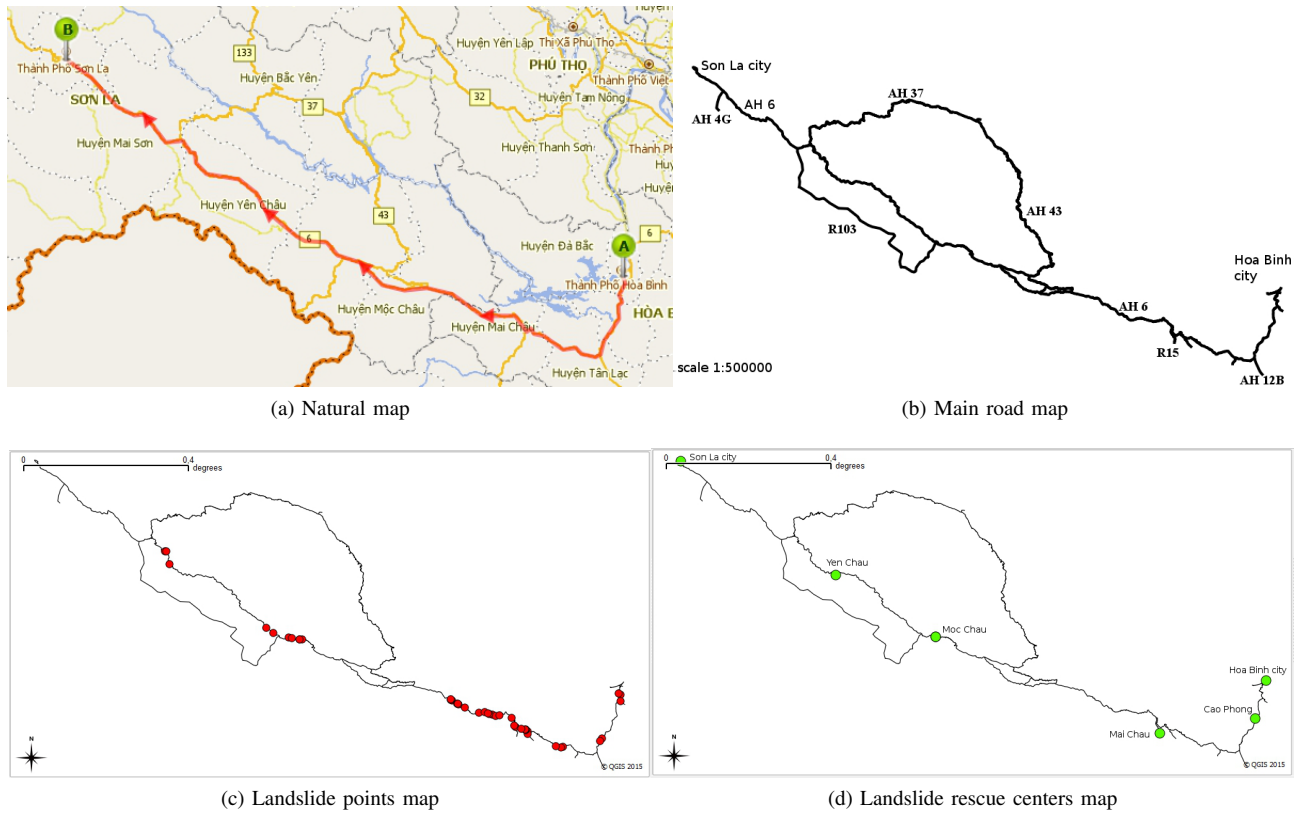 B
Thành Phố Sơn La
SƠN LA
133
Huyện Bắc Yên
37
Huyện Mai Sơn
Huyện Yên Châu
6
43
Huyện Mộc Châu
Huyện Yên Lập
Thị Xã Phú Thọ
PHÚ THỌ
Thành Phố Việt
32
Huyện Tam Nông
Huyện Thanh Sơn
Thành Ph
Huyện
Huyện
6
A
Huyện Đà Bắc
Thành Phố Hòa Bình
HÒA B
Huyện Mai Châu
Huyện Tân Lạc
(a) Natural map
Son La city
AH 6
AH 4G
AH 37
AH 43
R103
Hoa Binh
city
AH 6
R15
AH 12B
scale 1:500000
(b) Main road map
0
0.4
degrees
N
© QGIS 2015
(c) Landslide points map
0
Son La city
0.4
degrees
Yen Chau
Moc Chau
Hoa Binh city
Cao Phong
Mai Chau
N
© QGIS 2015
(d) Landslide rescue centers map